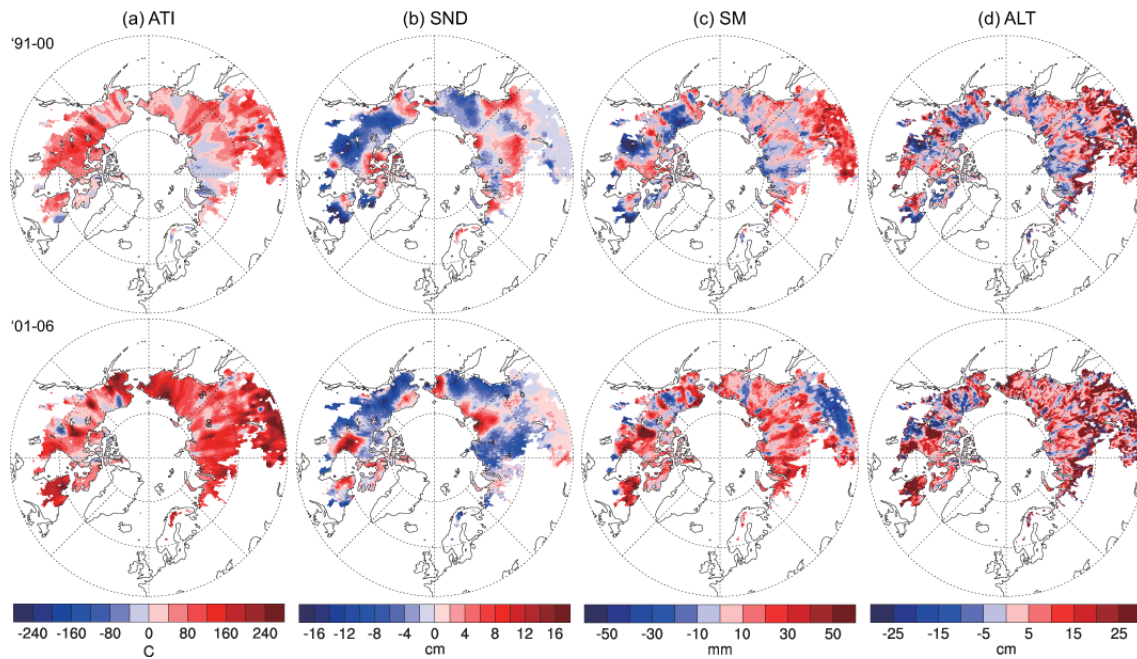 (a) ATI (b) SND (c) SM (d) ALT
‘91-00
‘01-06
-240 -160 -80 0 80 160 240 -16 -12 -8 -4 0 4 8 12 16 -50 -30 -10 10 30 50 -25 -15 -5 5 15 25
C cm mm cm